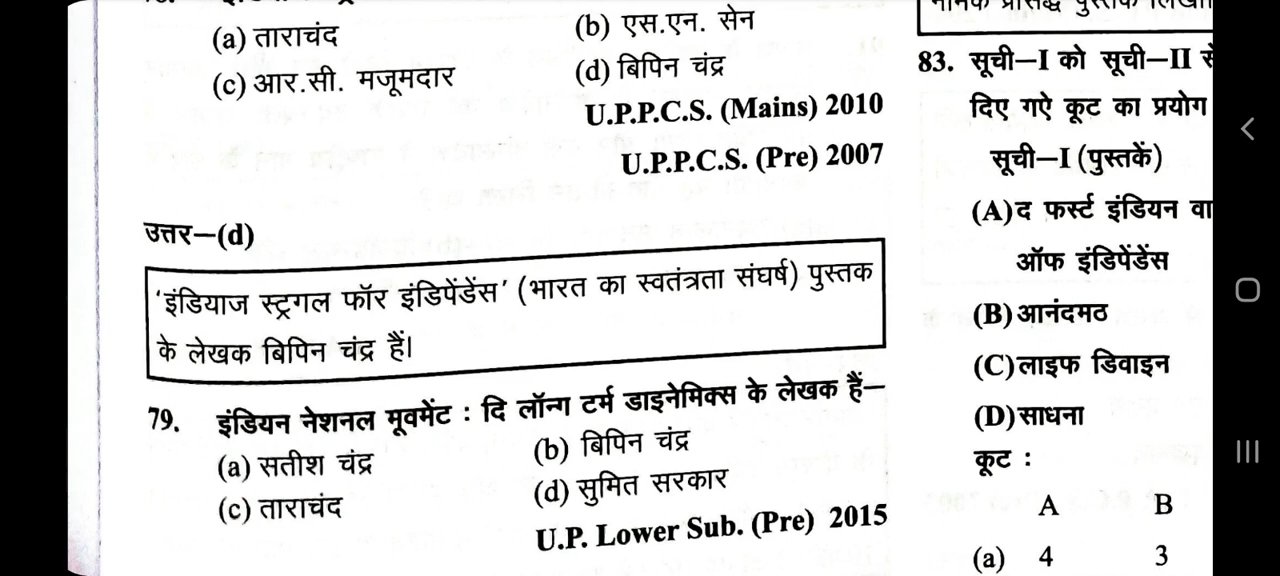 (a) ताराचंद
(b) एस.एन. सेन
(c) आर.सी. मजूमदार
(d) बिपिन चंद्र
U.P.P.C.S. (Mains) 2010
U.P.P.C.S. (Pre) 2007
उत्तर–(d)
'इंडियाज स्ट्रगल फॉर इंडिपेंडेंस' (भारत का स्वतंत्रता संघर्ष) पुस्तक
के लेखक बिपिन चंद्र हैं।
79. इंडियन नेशनल मूवमेंट : दि लॉन्ग टर्म डाइनेमिक्स के लेखक हैं–
(a) सतीश चंद्र
(b) बिपिन चंद्र
(c) ताराचंद
(d) सुमित सरकार
U.P. Lower Sub. (Pre) 2015
83. सूची–I को सूची–II से
दिए गऐ कूट का प्रयोग
सूची–I (पुस्तकें)
(A) द फर्स्ट इंडियन वा
ऑफ इंडिपेंडेंस
(B) आनंदमठ
(C) लाइफ डिवाइन
(D) साधना
कूट :
A B
(a) 4 3